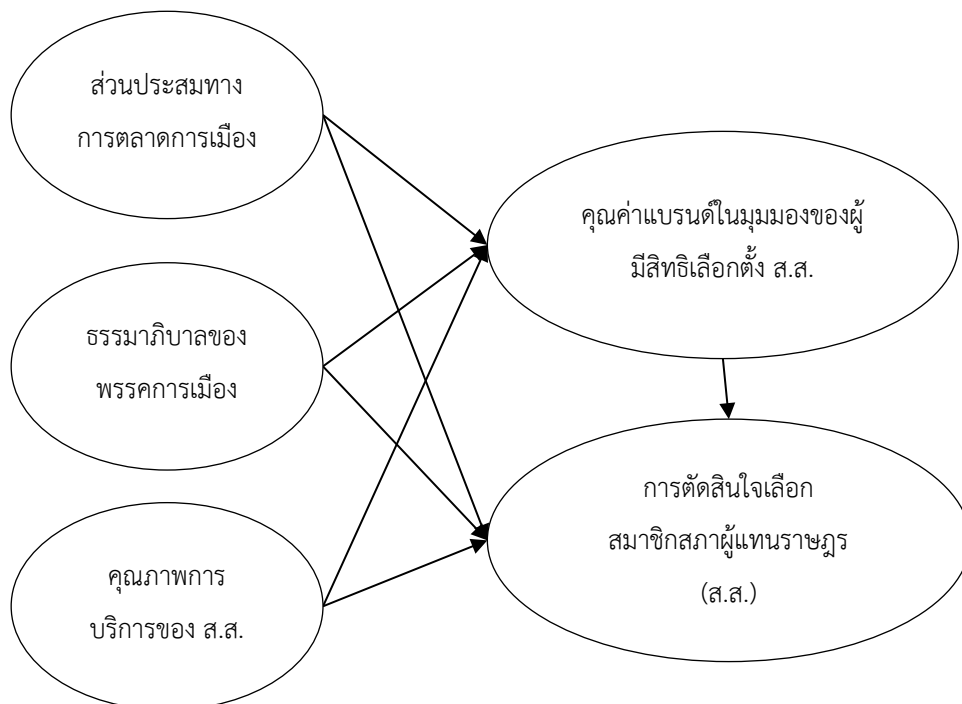 ส่วนประสมทาง
การตลาดการเมือง
คุณค่าแบรนด์ในมุมมองของผู้
มีสิทธิเลือกตั้ง ส.ส.
ธรรมาภิบาลของ
พรรคการเมือง
การตัดสินใจเลือก
สมาชิกสภาผู้แทนราษฎร
(ส.ส.)
คุณภาพการ
บริการของ ส.ส.